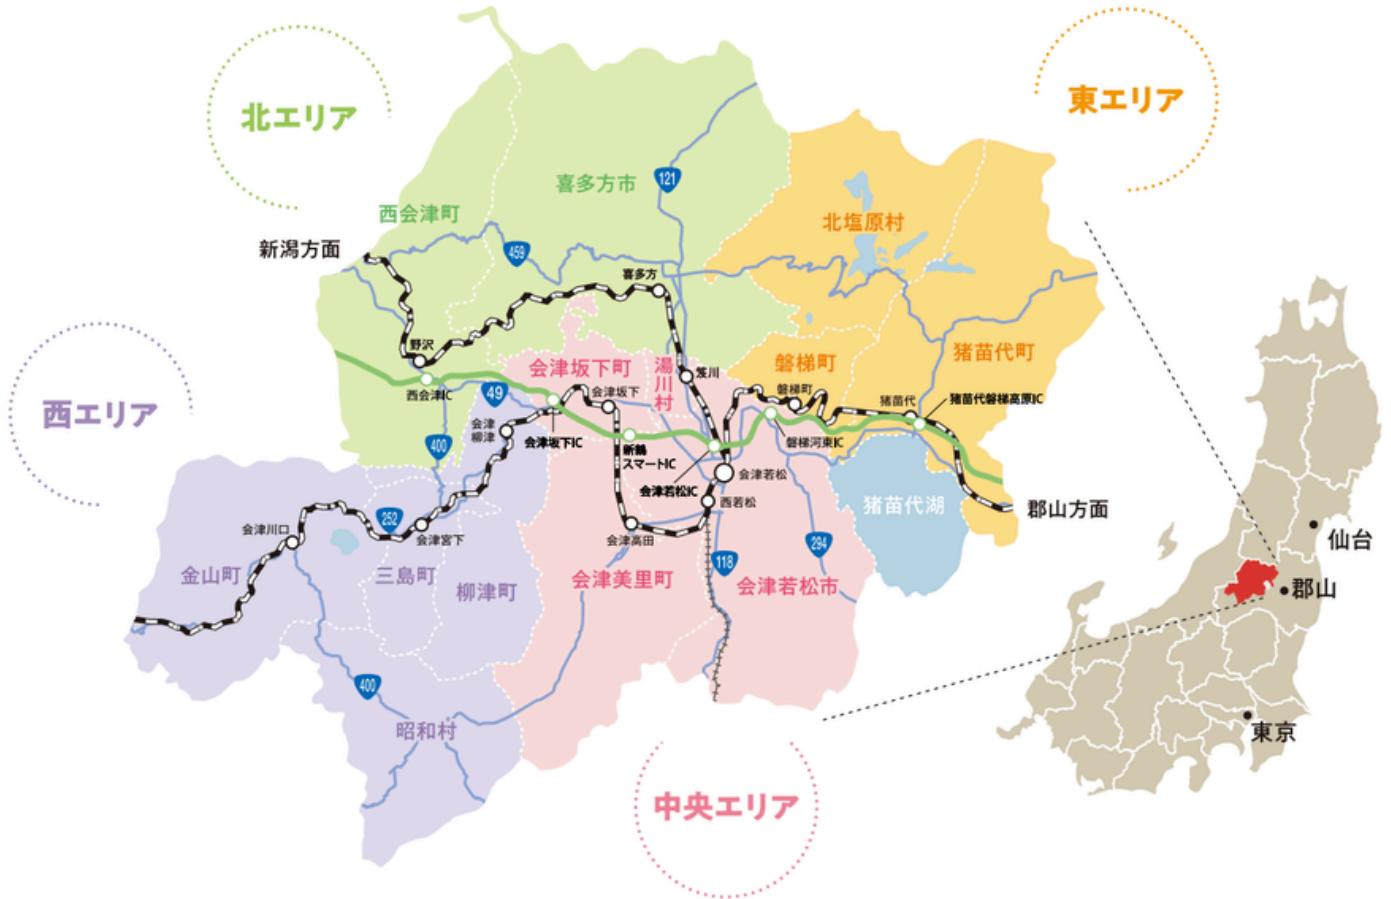 北エリア
東エリア
喜多方市
121
西会津町
北塩原村
新潟方面
459
喜多方
野沢
会津坂下町
湯川村
笈川
磐梯町
猪苗代町
西会津IC
49
会津坂下
磐梯町
猪苗代
猪苗代磐梯高原IC
西エリア
会津
柳津
会津坂下IC
新鶴
スマートIC
磐梯河東IC
400
会津若松IC
会津若松
西若松
猪苗代湖
郡山方面
会津川口
252
会津宮下
会津高田
118
294
仙台
金山町
三島町
柳津町
会津美里町
会津若松市
郡山
400
昭和村
東京
中央エリア